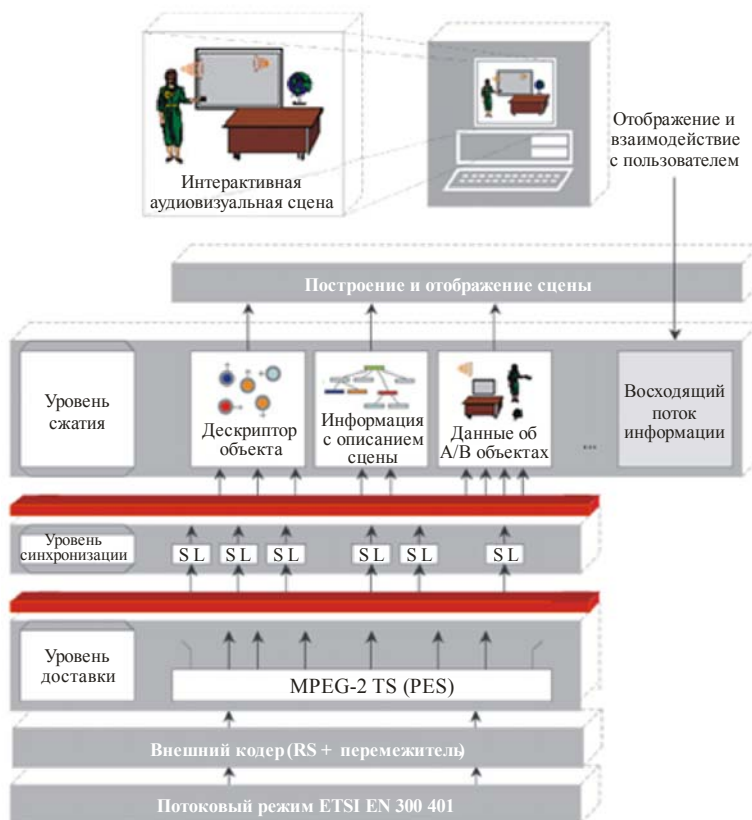 Интерактивная
аудиовизуальная сцена
Отображение и
взаимодействие
с пользователем
Построение и отображение сцены
Уровень
сжатия
Дескриптор
объекта
Информация
с описанием
сцены
Данные об
А/В объектах
...
Восходящий
поток
информации
Уровень
синхронизации
S L
S L
S L
S L
S L
S L
Уровень
доставки
MPEG-2 TS (PES)
Внешний кодер (RS + перемежитель)
Потоковый режим ETSI EN 300 401